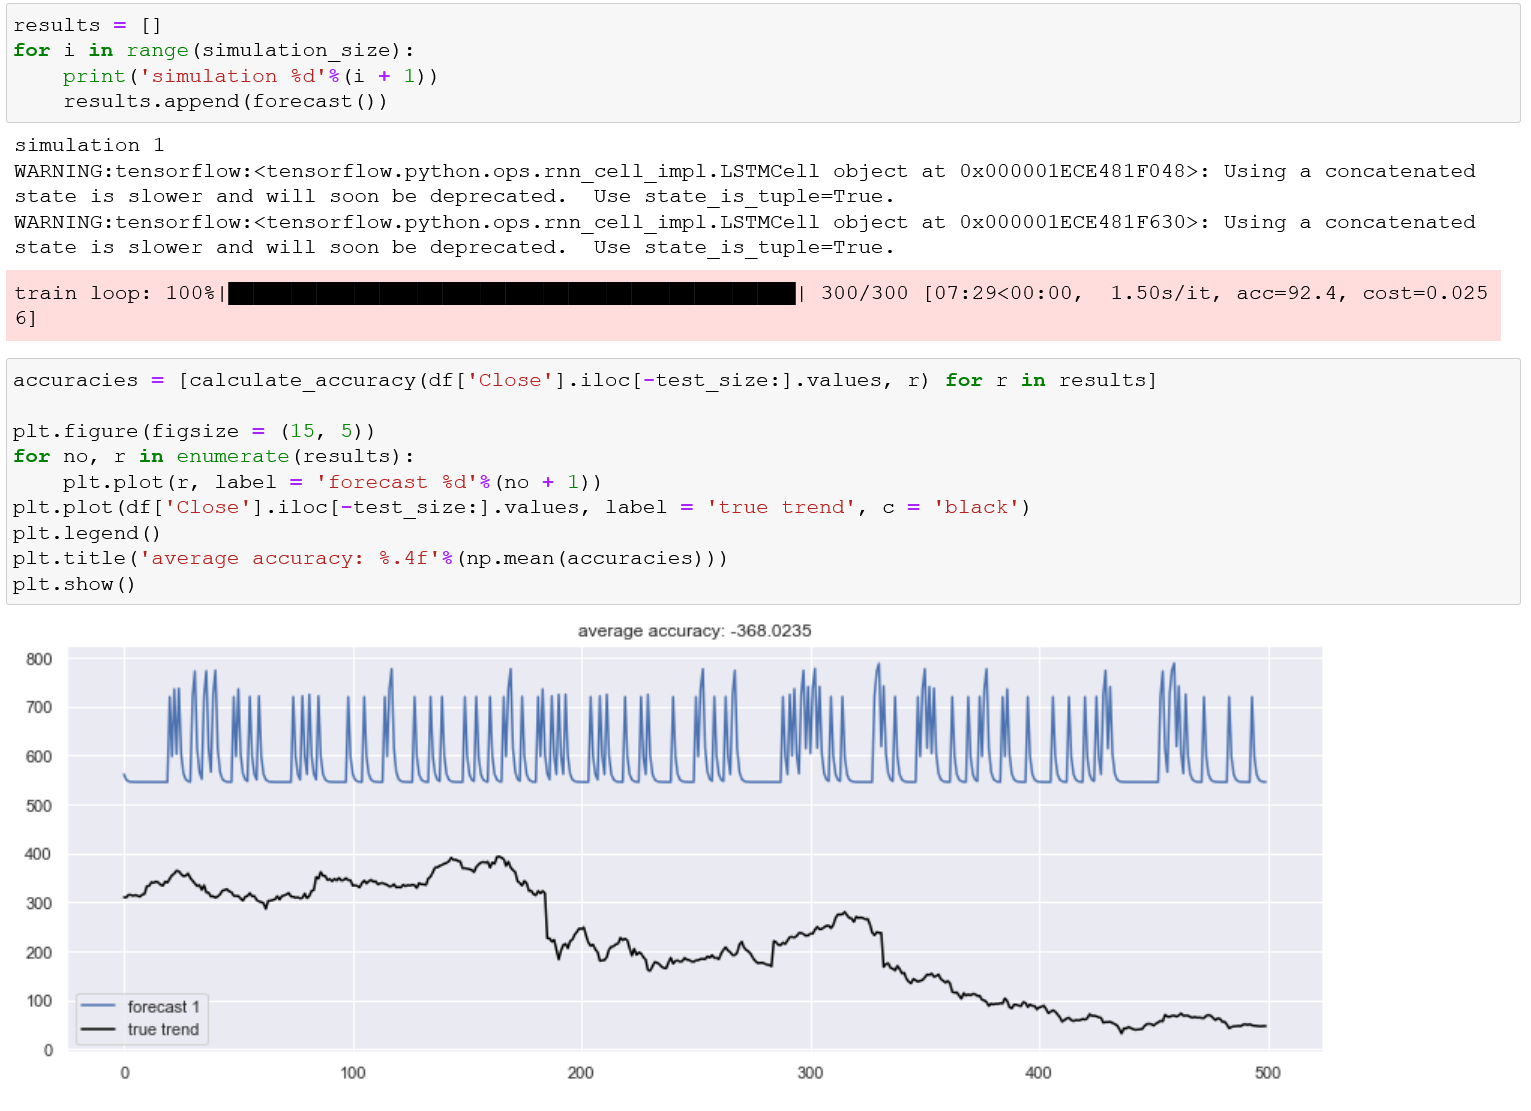 results = []
for i in range(simulation_size):
    print('simulation %d'%(i + 1))
    results.append(forecast())
simulation 1
WARNING:tensorflow:<tensorflow.python.ops.rnn_cell_impl.LSTMCell object at 0x000001ECE481F048>: Using a concatenated
state is slower and will soon be deprecated.  Use state_is_tuple=True.
WARNING:tensorflow:<tensorflow.python.ops.rnn_cell_impl.LSTMCell object at 0x000001ECE481F630>: Using a concatenated
state is slower and will soon be deprecated.  Use state_is_tuple=True.
train loop: 100%|██████████| 300/300 [07:29<00:00,  1.50s/it, acc=92.4, cost=0.025
6]
accuracies = [calculate_accuracy(df['Close'].iloc[-test_size:].values, r) for r in results]
plt.figure(figsize = (15, 5))
for no, r in enumerate(results):
    plt.plot(r, label = 'forecast %d'%(no + 1))
plt.plot(df['Close'].iloc[-test_size:].values, label = 'true trend', c = 'black')
plt.legend()
plt.title('average accuracy: %.4f'%(np.mean(accuracies)))
plt.show()
average accuracy: -368.0235
800
700
600
500
400
300
200
100
0
forecast 1
true trend
0 100 200 300 400 500